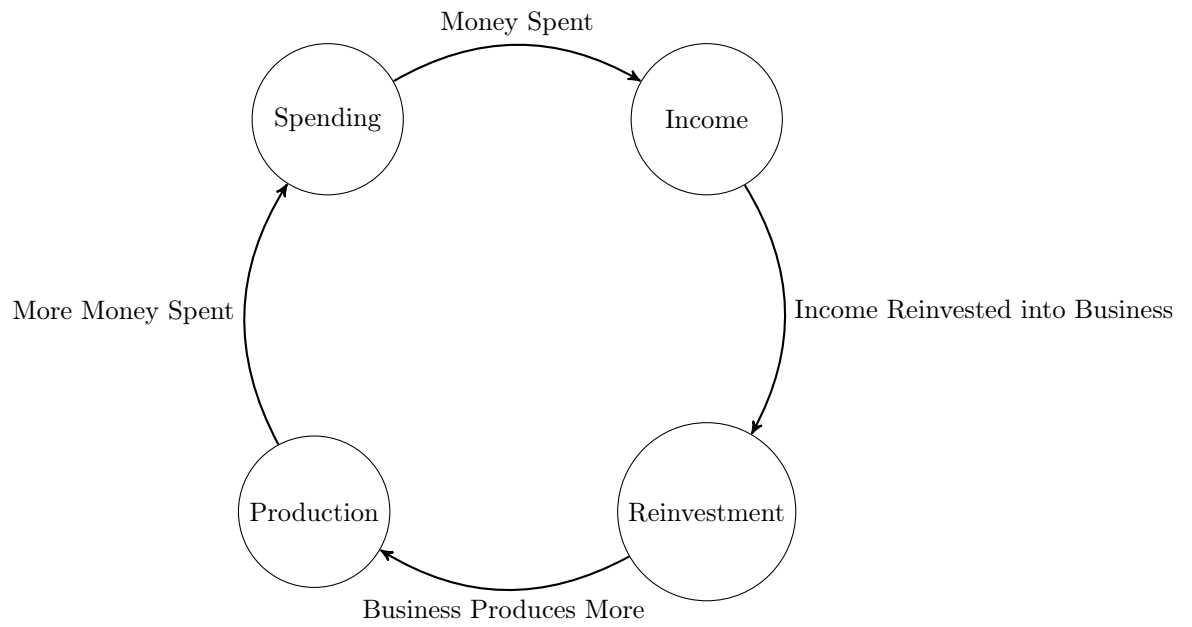 Money Spent
Spending
Income
More Money Spent
Income Reinvested into Business
Production
Reinvestment
Business Produces More